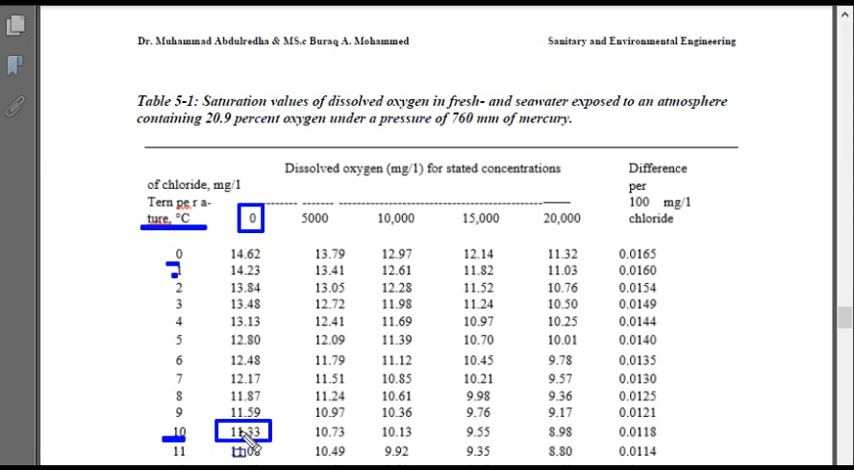 Dr. Muhammad Abdulredha & MS.c Buraq A. Mohammed Sanitary and Environmental Engineering
Table 5-1: Saturation values of dissolved oxygen in fresh- and seawater exposed to an atmosphere
containing 20.9 percent oxygen under a pressure of 760 mm of mercury.
Dissolved oxygen (mg/1) for stated concentrations Difference
of chloride, mg/1 per
Tern pe r a- 100 mg/1
ture, °C 0 5000 10,000 15,000 20,000 chloride
0 14.62 13.79 12.97 12.14 11.32 0.0165
1 14.23 13.41 12.61 11.82 11.03 0.0160
2 13.84 13.05 12.28 11.52 10.76 0.0154
3 13.48 12.72 11.98 11.24 10.50 0.0149
4 13.13 12.41 11.69 10.97 10.25 0.0144
5 12.80 12.09 11.39 10.70 10.01 0.0140
6 12.48 11.79 11.12 10.45 9.78 0.0135
7 12.17 11.51 10.85 10.21 9.57 0.0130
8 11.87 11.24 10.61 9.98 9.36 0.0125
9 11.59 10.97 10.36 9.76 9.17 0.0121
10 11.33 10.73 10.13 9.55 8.98 0.0118
11 11.08 10.49 9.92 9.35 8.80 0.0114